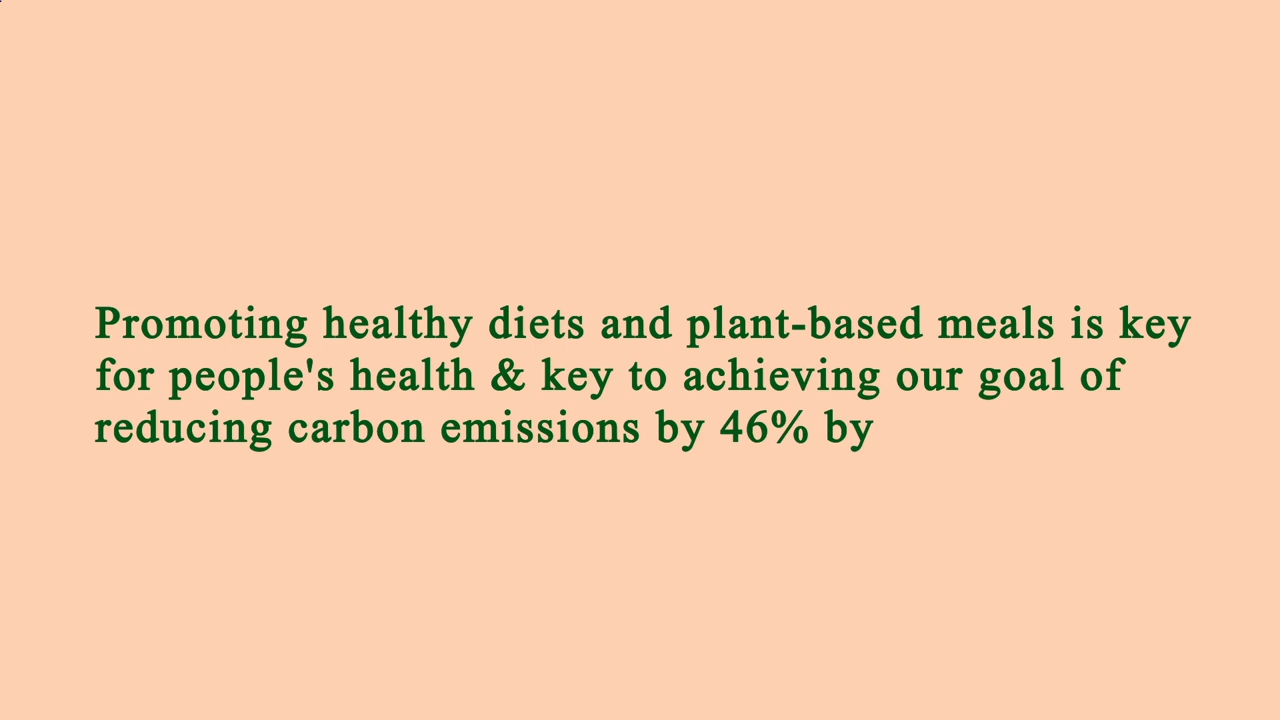 Promoting healthy diets and plant-based meals is key
for people's health & key to achieving our goal of
reducing carbon emissions by 46% by